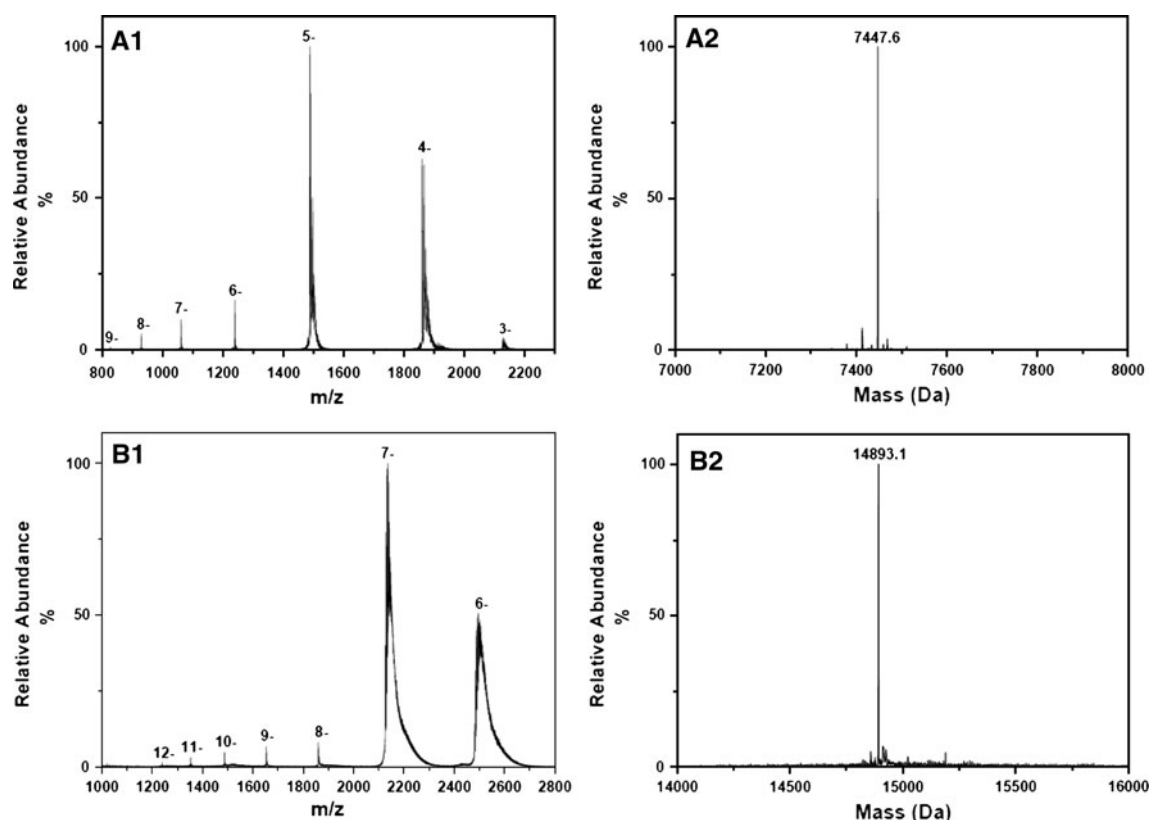 A1
5-
4-
6-
7-
8-
9-
3-
100
50
0
Relative Abundance
%
800 1000 1200 1400 1600 1800 2000 2200
m/z
A2
7447.6
100
50
0
Relative Abundance
%
7000 7200 7400 7600 7800 8000
Mass (Da)
B1
7-
6-
8-
9-
10-
11-
12-
100
50
0
Relative Abundance
%
1000 1200 1400 1600 1800 2000 2200 2400 2600 2800
m/z
B2
14893.1
100
50
0
Relative Abundance
%
14000 14500 15000 15500 16000
Mass (Da)